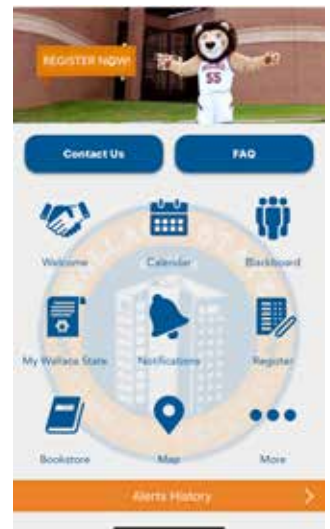 REGISTER NOW!
55
Contact Us
FAQ
Welcome
Calendar
Blackboard
My Wallace State
Notifications
Register
Bookstore
Map
More
Alerts History